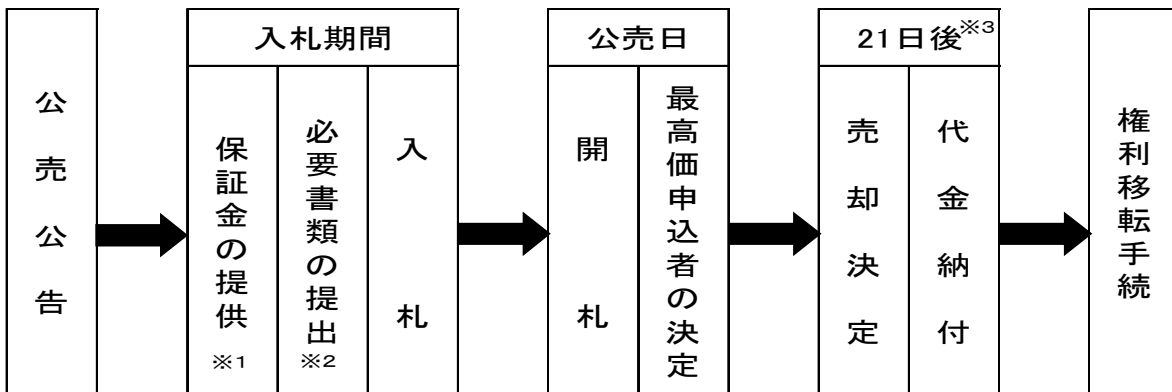 公売公告
入札期間
保証金の提供※1
必要書類の提出※2
入札
公売日
開札
最高価申込者の決定
21日後※3
売却決定
代金納付
権利移転手続